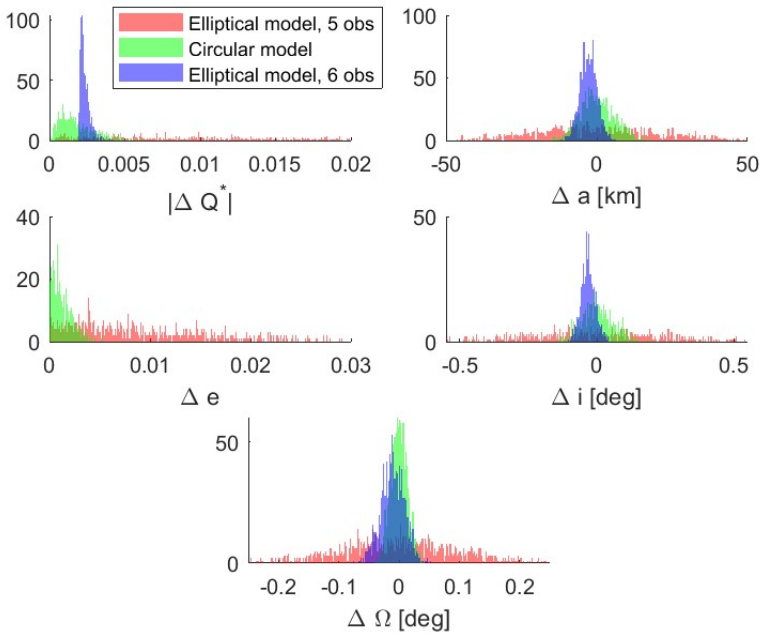 100
50
0
0 0.005 0.01 0.015 0.02
|Δ Q*|
Elliptical model, 5 obs
Circular model
Elliptical model, 6 obs
100
50
0
-50 0 50
Δ a [km]
40
20
0
0 0.01 0.02 0.03
Δ e
50
0
-0.5 0 0.5
Δ i [deg]
50
0
-0.2 -0.1 0 0.1 0.2
Δ Ω [deg]